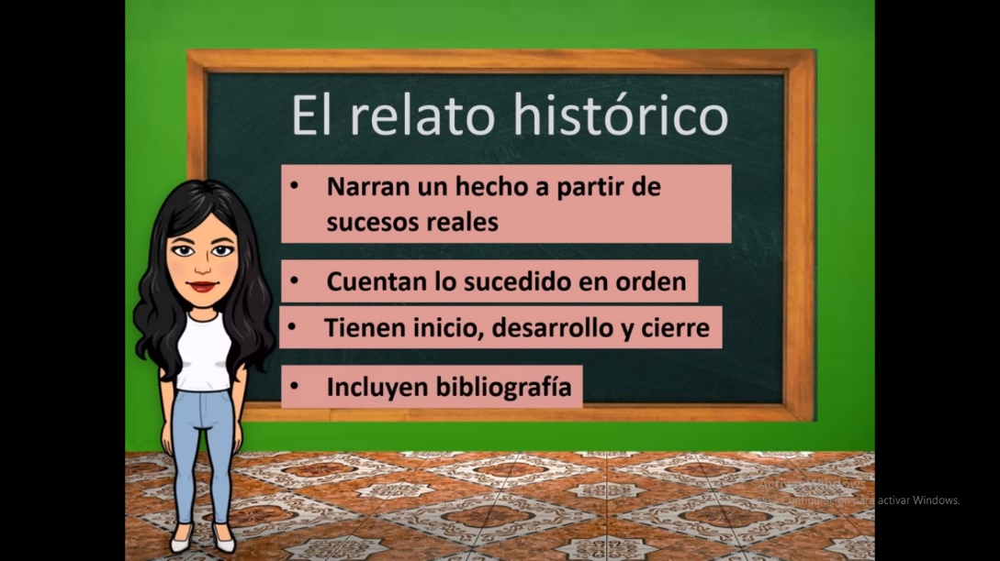 El relato histórico
• Narran un hecho a partir de
sucesos reales
• Cuentan lo sucedido en orden
• Tienen inicio, desarrollo y cierre
• Incluyen bibliografía
Activar Windows
Configuración para activar Windows.